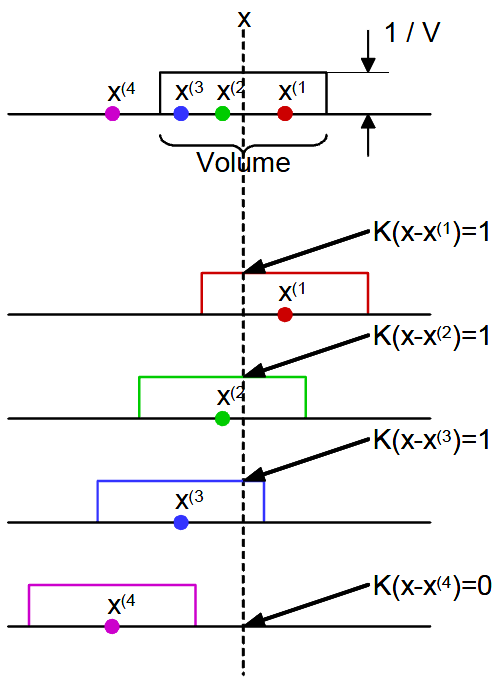 x
1 / V
x(4 x(3 x(2 x(1
Volume
K(x-x(1)=1
x(1
K(x-x(2)=1
x(2
K(x-x(3)=1
x(3
K(x-x(4)=0
x(4